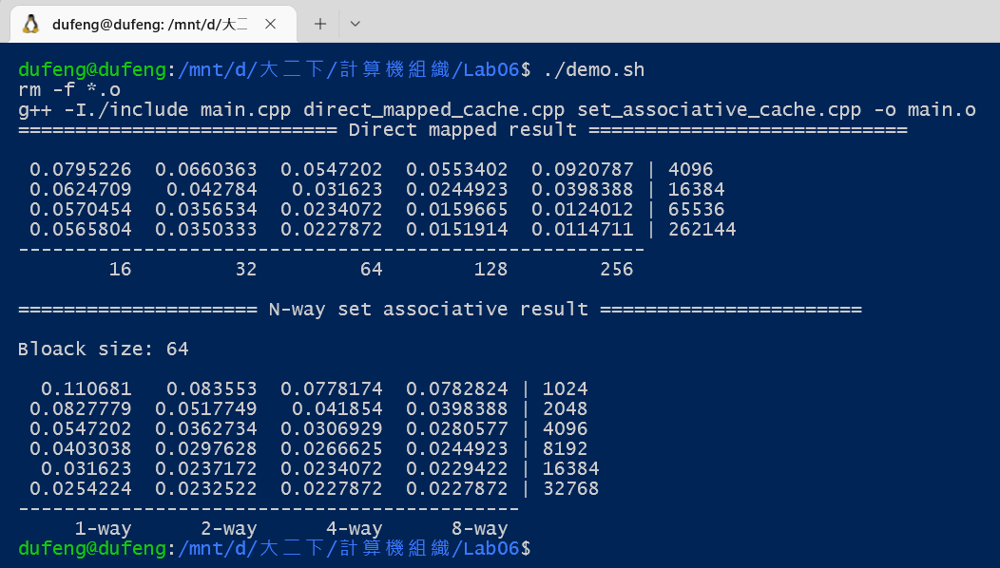 dufeng@dufeng: /mnt/d/大二
dufeng@dufeng:/mnt/d/大二下/計算機組織/Lab06$ ./demo.sh
rm -f *.o
g++ -I./include main.cpp direct_mapped_cache.cpp set_associative_cache.cpp -o main.o
============================ Direct mapped result ============================
0.0795226 0.0660363 0.0547202 0.0553402 0.0920787 | 4096
0.0624709 0.042784 0.031623 0.0244923 0.0398388 | 16384
0.0570454 0.0356534 0.0234072 0.0159665 0.0124012 | 65536
0.0565804 0.0350333 0.0227872 0.0151914 0.0114711 | 262144
-------------------------------------------------------
16 32 64 128 256
===================== N-way set associative result =======================
Bloack size: 64
0.110681 0.083553 0.0778174 0.0782824 | 1024
0.0827779 0.0517749 0.041854 0.0398388 | 2048
0.0547202 0.0362734 0.0306929 0.0280577 | 4096
0.0403038 0.0297628 0.0266625 0.0244923 | 8192
0.031623 0.0237172 0.0234072 0.0229422 | 16384
0.0254224 0.0232522 0.0227872 0.0227872 | 32768
--------------------------------------------
1-way 2-way 4-way 8-way
dufeng@dufeng:/mnt/d/大二下/計算機組織/Lab06$